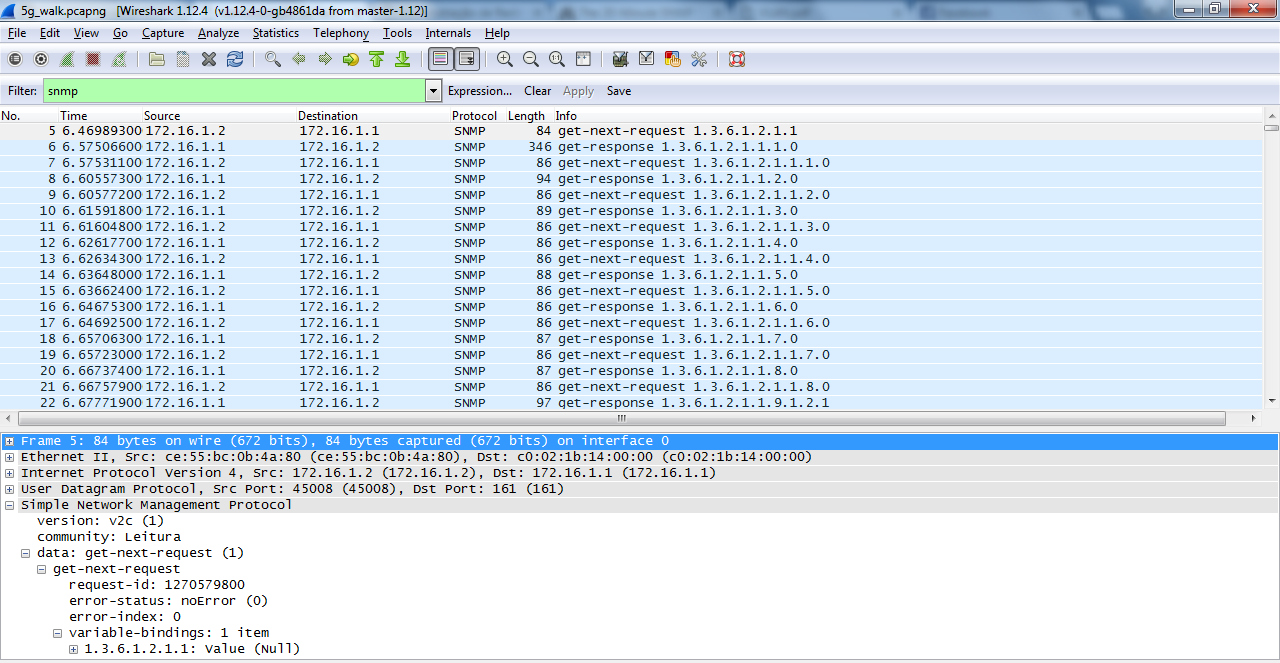 5g_walk.pcapng [Wireshark 1.12.4 (v1.12.4-0-gb4861da from master-1.12)]
File Edit View Go Capture Analyze Statistics Telephony Tools Internals Help
Filter: snmp Expression... Clear Apply Save
No. Time Source Destination Protocol Length Info
5 6.46989300 172.16.1.2 172.16.1.1 SNMP 84 get-next-request 1.3.6.1.2.1.1
6 6.57506600 172.16.1.1 172.16.1.2 SNMP 346 get-response 1.3.6.1.2.1.1.1.0
7 6.57531100 172.16.1.2 172.16.1.1 SNMP 86 get-next-request 1.3.6.1.2.1.1.1.0
8 6.60557300 172.16.1.1 172.16.1.2 SNMP 94 get-response 1.3.6.1.2.1.1.2.0
9 6.60577200 172.16.1.2 172.16.1.1 SNMP 86 get-next-request 1.3.6.1.2.1.1.2.0
10 6.61591800 172.16.1.1 172.16.1.2 SNMP 89 get-response 1.3.6.1.2.1.1.3.0
11 6.61604800 172.16.1.2 172.16.1.1 SNMP 86 get-next-request 1.3.6.1.2.1.1.3.0
12 6.62617700 172.16.1.1 172.16.1.2 SNMP 86 get-response 1.3.6.1.2.1.1.4.0
13 6.62634300 172.16.1.2 172.16.1.1 SNMP 86 get-next-request 1.3.6.1.2.1.1.4.0
14 6.63648000 172.16.1.1 172.16.1.2 SNMP 88 get-response 1.3.6.1.2.1.1.5.0
15 6.63662400 172.16.1.2 172.16.1.1 SNMP 86 get-next-request 1.3.6.1.2.1.1.5.0
16 6.64675300 172.16.1.1 172.16.1.2 SNMP 86 get-response 1.3.6.1.2.1.1.6.0
17 6.64692500 172.16.1.2 172.16.1.1 SNMP 86 get-next-request 1.3.6.1.2.1.1.6.0
18 6.65706300 172.16.1.1 172.16.1.2 SNMP 87 get-response 1.3.6.1.2.1.1.7.0
19 6.65723000 172.16.1.2 172.16.1.1 SNMP 86 get-next-request 1.3.6.1.2.1.1.7.0
20 6.66737400 172.16.1.1 172.16.1.2 SNMP 87 get-response 1.3.6.1.2.1.1.8.0
21 6.66757900 172.16.1.2 172.16.1.1 SNMP 86 get-next-request 1.3.6.1.2.1.1.8.0
22 6.67771900 172.16.1.1 172.16.1.2 SNMP 97 get-response 1.3.6.1.2.1.1.9.1.2.1
Frame 5: 84 bytes on wire (672 bits), 84 bytes captured (672 bits) on interface 0
Ethernet II, Src: ce:55:bc:0b:4a:80 (ce:55:bc:0b:4a:80), Dst: c0:02:1b:14:00:00 (c0:02:1b:14:00:00)
Internet Protocol Version 4, Src: 172.16.1.2 (172.16.1.2), Dst: 172.16.1.1 (172.16.1.1)
User Datagram Protocol, Src Port: 45008 (45008), Dst Port: 161 (161)
Simple Network Management Protocol
version: v2c (1)
community: Leitura
data: get-next-request (1)
get-next-request
request-id: 1270579800
error-status: noError (0)
error-index: 0
variable-bindings: 1 item
1.3.6.1.2.1.1: Value (Null)